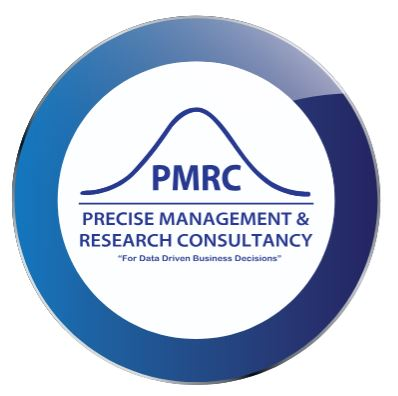 PMRC
PRECISE MANAGEMENT &
RESEARCH CONSULTANCY
“For Data Driven Business Decisions”